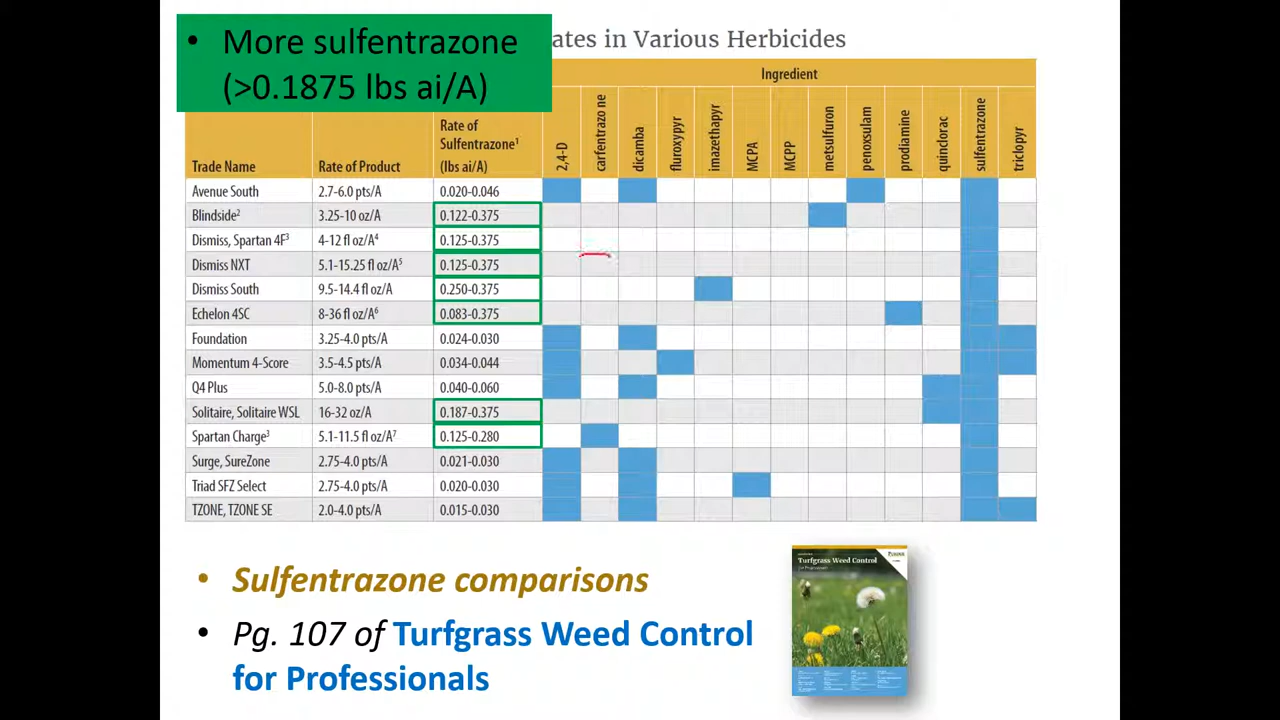 • More sulfentrazone
(>0.1875 lbs ai/A)
ates in Various Herbicides
Ingredient
Trade Name Rate of Product Rate of Sulfentrazone¹ (lbs ai/A) 2,4-D carfentrazo ne dicamba fluroxypyr imazethapyr MCPA MCPP metsulfuron penoxsulam prodiamine quinclorac sulfentrazone triclopyr
Avenue South 2.7-6.0 pts/A 0.020-0.046
Blindside² 3.25-10 oz/A 0.122-0.375
Dismiss, Spartan 4F³ 4-12 fl oz/A⁴ 0.125-0.375
Dismiss NXT 5.1-15.25 fl oz/A⁵ 0.125-0.375
Dismiss South 9.5-14.4 fl oz/A 0.250-0.375
Echelon 4SC 8-36 fl oz/A⁶ 0.083-0.375
Foundation 3.25-4.0 pts/A 0.024-0.030
Momentum 4-Score 3.5-4.5 pts/A 0.034-0.044
Q4 Plus 5.0-8.0 pts/A 0.040-0.060
Solitaire, Solitaire WSL 16-32 oz/A 0.187-0.375
Spartan Charge³ 5.1-11.5 fl oz/A⁷ 0.125-0.280
Surge, SureZone 2.75-4.0 pts/A 0.021-0.030
Triad SFZ Select 2.75-4.0 pts/A 0.020-0.030
TZONE, TZONE SE 2.0-4.0 pts/A 0.015-0.030
• Sulfentrazone comparisons
• Pg. 107 of Turfgrass Weed Control
for Professionals
Turfgrass Weed Control